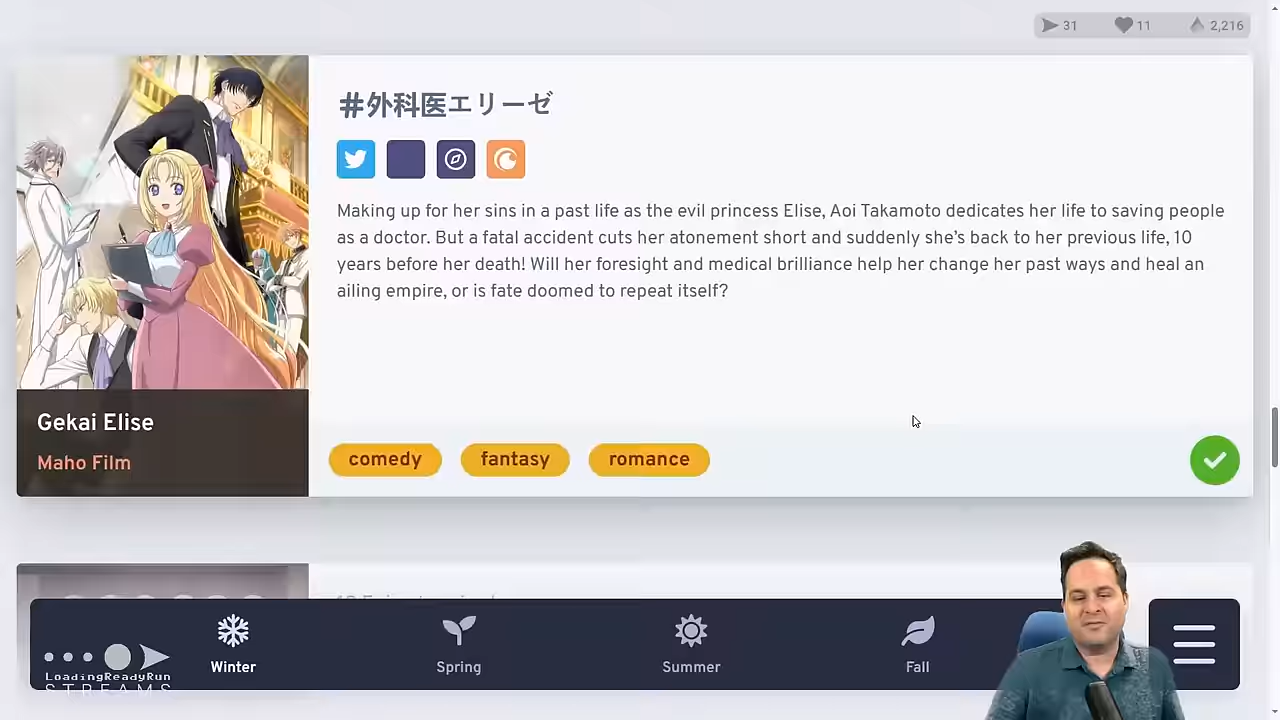 31 11 2,216
#外科医エリーゼ
Making up for her sins in a past life as the evil princess Elise, Aoi Takamoto dedicates her life to saving people
as a doctor. But a fatal accident cuts her atonement short and suddenly she’s back to her previous life, 10
years before her death! Will her foresight and medical brilliance help her change her past ways and heal an
ailing empire, or is fate doomed to repeat itself?
Gekai Elise
Maho Film
comedy fantasy romance
Winter Spring Summer Fall
LoadingReadyRun
STREAMS